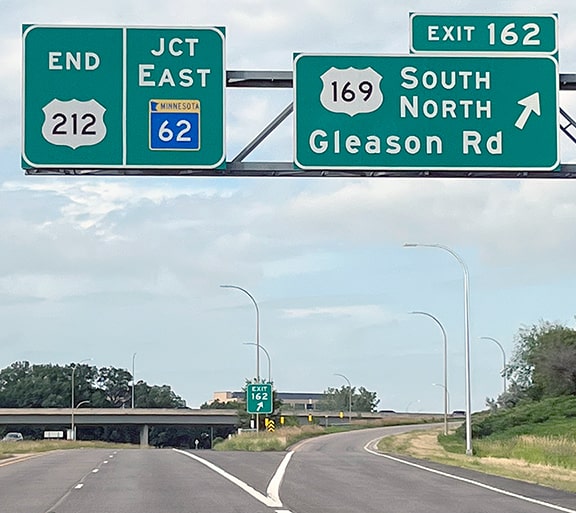 END
212
JCT
EAST
MINNESOTA
62
EXIT 162
169
SOUTH
NORTH
Gleason Rd
EXIT
162